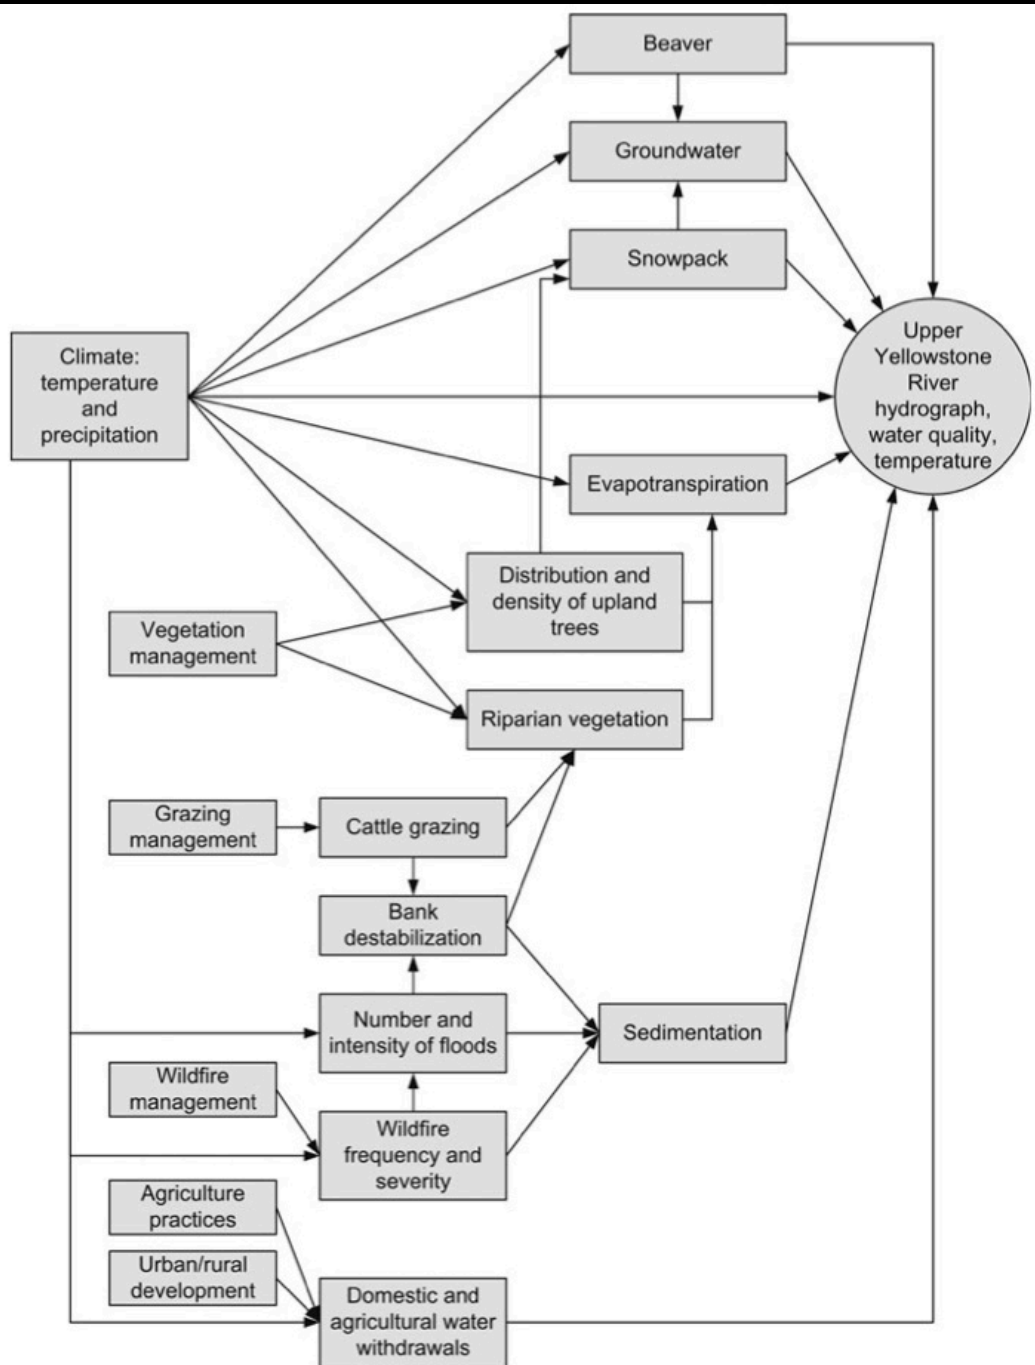 Beaver
Groundwater
Snowpack
Climate:
temperature
and
precipitation
Upper
Yellowstone
River
hydrograph,
water quality,
temperature
Evapotranspiration
Distribution and
density of upland
trees
Vegetation
management
Riparian vegetation
Grazing
management
Cattle grazing
Bank
destabilization
Number and
intensity of floods
Sedimentation
Wildfire
management
Wildfire
frequency and
severity
Agriculture
practices
Urban/rural
development
Domestic and
agricultural water
withdrawals